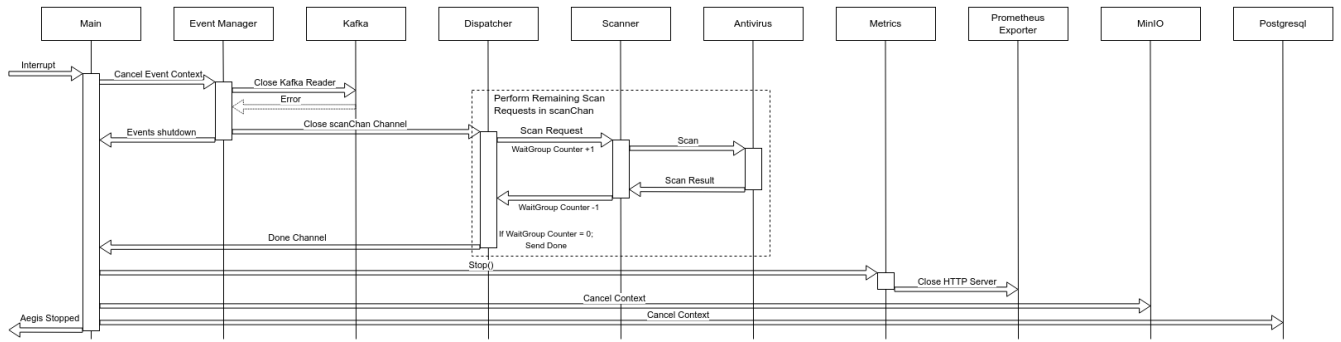 Main
Event Manager
Kafka
Dispatcher
Scanner
Antivirus
Metrics
Prometheus
Exporter
MinIO
Postgresql
Interrupt
Cancel Event Context
Close Kafka Reader
Error
Perform Remaining Scan
Requests in scanChan
Close scanChan Channel
Events shutdown
Scan Request
WaitGroup Counter +1
Scan
Scan Result
WaitGroup Counter -1
If WaitGroup Counter = 0;
Send Done
Done Channel
Stop()
Close HTTP Server
Cancel Context
Cancel Context
Aegis Stopped